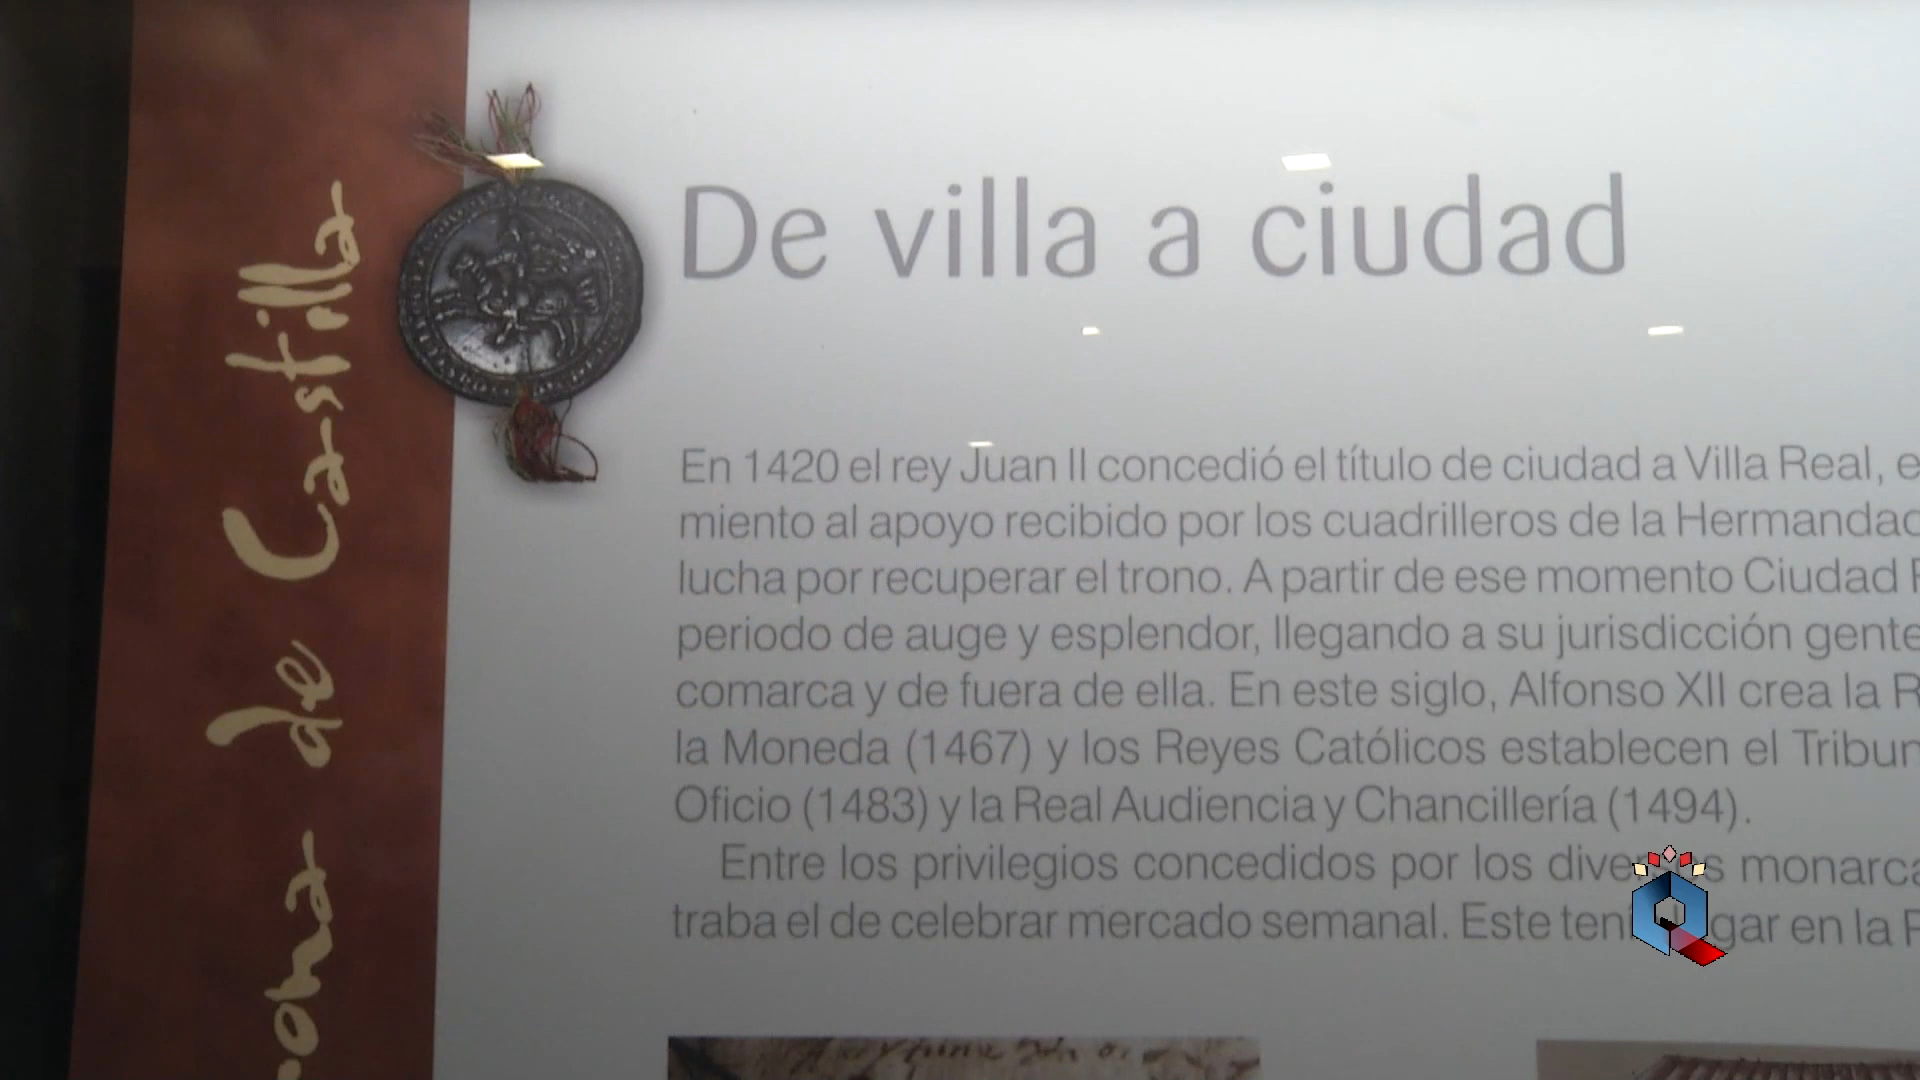 de Castilla
De villa a ciudad
En 1420 el rey Juan II concedió el título de ciudad a Villa Real,
miento al apoyo recibido por los cuadrilleros de la Hermandad
lucha por recuperar el trono. A partir de ese momento Ciudad
periodo de auge y esplendor, llegando a su jurisdicción gente
comarca y de fuera de ella. En este siglo, Alfonso XII crea la
la Moneda (1467) y los Reyes Católicos establecen el Tribun
Oficio (1483) y la Real Audiencia y Chancillería (1494).
Entre los privilegios concedidos por los diversos monarca
traba el de celebrar mercado semanal. Este tenía lugar en la